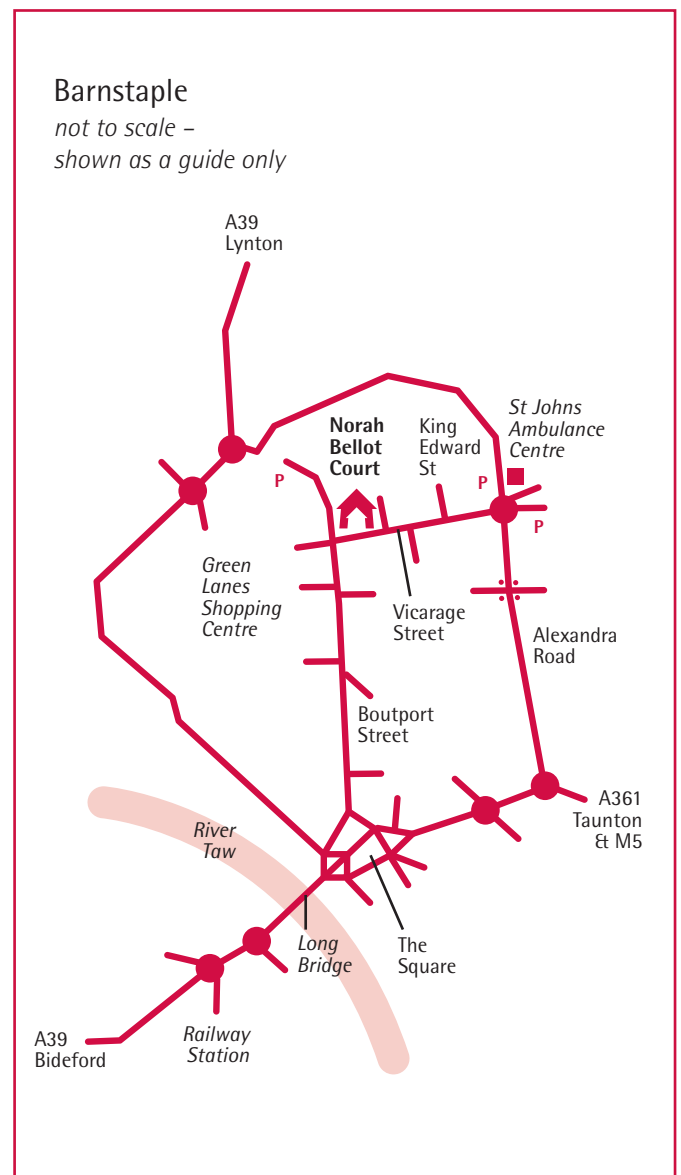 Barnstaple
not to scale –
shown as a guide only
A39
Lynton
Norah
Bellot
Court
King
Edward
St
St Johns
Ambulance
Centre
P
P
P
Green
Lanes
Shopping
Centre
Vicarage
Street
Alexandra
Road
Boutport
Street
A361
Taunton
& M5
River
Taw
Long
Bridge
The
Square
A39
Bideford
Railway
Station